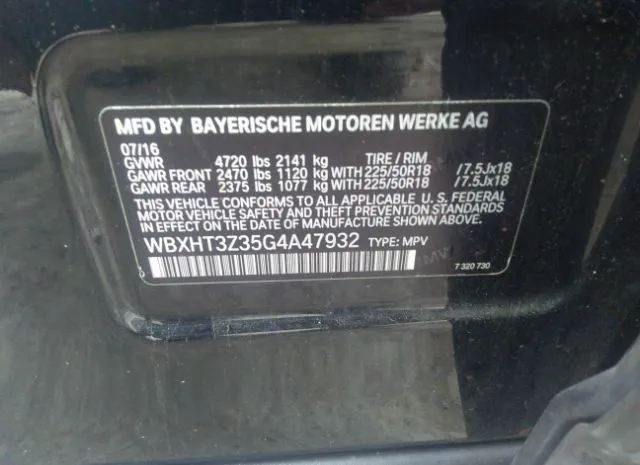 MFD BY BAYERISCHE MOTOREN WERKE AG
07/16
GVWR 4720 lbs 2141 kg TIRE / RIM
GAWR FRONT 2470 lbs 1120 kg WITH 225/50R18 /7.5Jx18
GAWR REAR 2375 lbs 1077 kg WITH 225/50R18 /7.5Jx18
THIS VEHICLE CONFORMS TO ALL APPLICABLE U. S. FEDERAL
MOTOR VEHICLE SAFETY AND THEFT PREVENTION STANDARDS
IN EFFECT ON THE DATE OF MANUFACTURE SHOWN ABOVE.
WBXHT3Z35G4A47932 TYPE: MPV
7 320 730